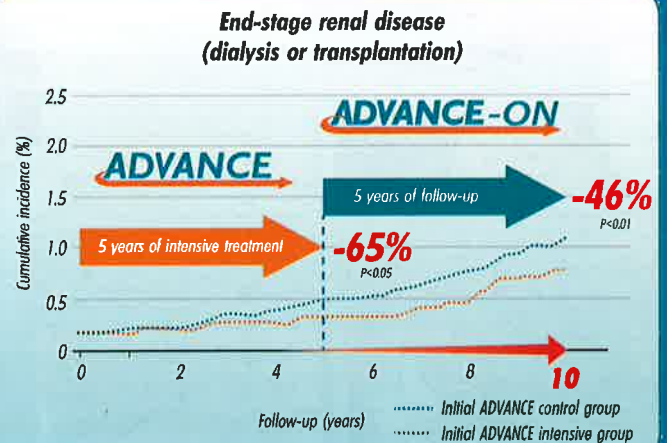 End-stage renal disease
(dialysis or transplantation)
Cumulative incidence (%)
2.5
2.0
1.5
1.0
0.5
0
ADVANCE-ON
ADVANCE
5 years of follow-up
-46%
P<0.01
5 years of intensive treatment
-65%
P<0.05
0
2
4
6
8
10
Follow-up (years)
Initial ADVANCE control group
Initial ADVANCE intensive group